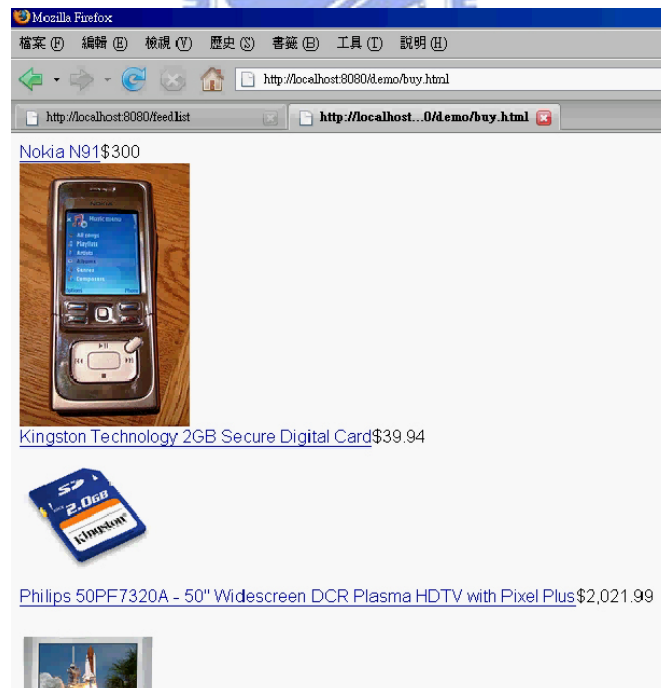 Mozilla Firefox
檔案(F) 編輯(E) 檢視(V) 歷史(S) 書籤(B) 工具(T) 說明(H)
http://localhost:8080/demo/buy.html
http://localhost:8080/feedlist
http://localhost...0/demo/buy.html
Nokia N91$300
NOKIA
Music menu
All songs
Playlists
Artists
Albums
Genres
Composers
Options
Kingston Technology 2GB Secure Digital Card$39.94
SD
2.0GB
Kingston
Philips 50PF7320A - 50" Widescreen DCR Plasma HDTV with Pixel Plus$2,021.99